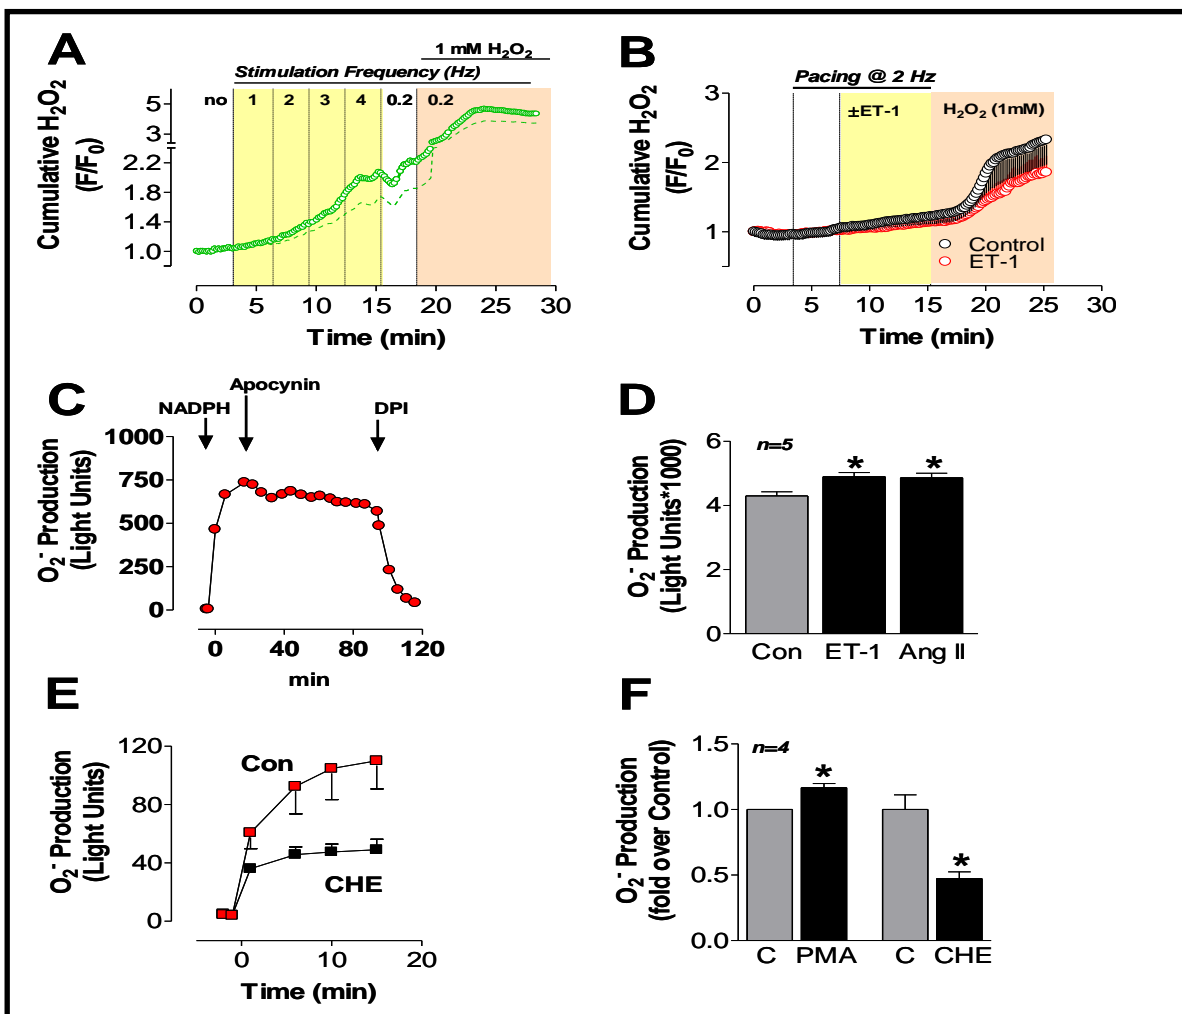 A
1 mM H₂O₂
Stimulation Frequency (Hz)
no 1 2 3 4 0.2 0.2
Cumulative H₂O₂
(F/F₀)
5
3
2.2
1.8
1.4
1.0
0 5 10 15 20 25 30
Time (min)
B
Pacing @ 2 Hz
±ET-1
H₂O₂ (1mM)
Cumulative H₂O₂
(F/F₀)
3
2
1
Control
ET-1
0 5 10 15 20 25 30
Time (min)
C
Apocynin
NADPH
DPI
O₂⁻ Production
(Light Units)
1000
750
500
250
0
0 40 80 120
min
D
n=5
O₂⁻ Production
(Light Units*1000)
6
4
2
0
* *
Con ET-1 Ang II
E
O₂⁻ Production
(Light Units)
120
80
40
0
Con
CHE
0 10 20
Time (min)
F
n=4
O₂⁻ Production
(fold over Control)
1.5
1.0
0.5
0.0
*
*
C PMA C CHE